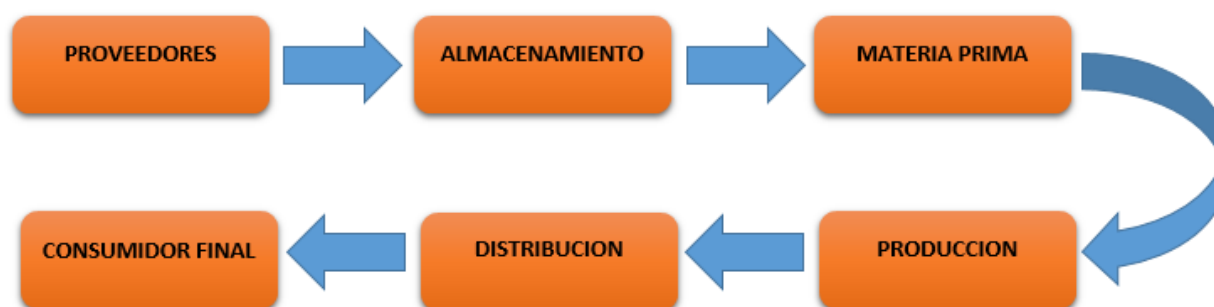 PROVEEDORES
ALMACENAMIENTO
MATERIA PRIMA
PRODUCCION
DISTRIBUCION
CONSUMIDOR FINAL